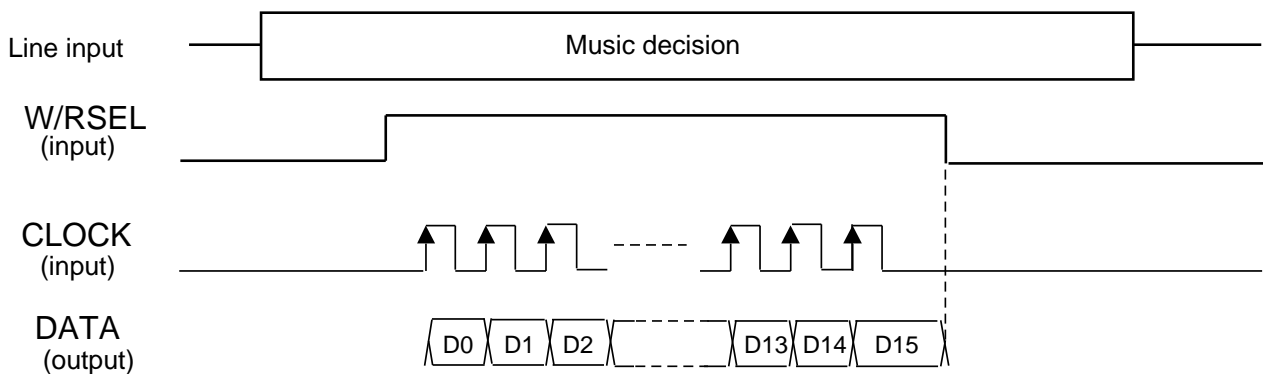 Line input
Music decision
W/RSEL
(input)
CLOCK
(input)
DATA
(output)
D0 D1 D2 D13 D14 D15